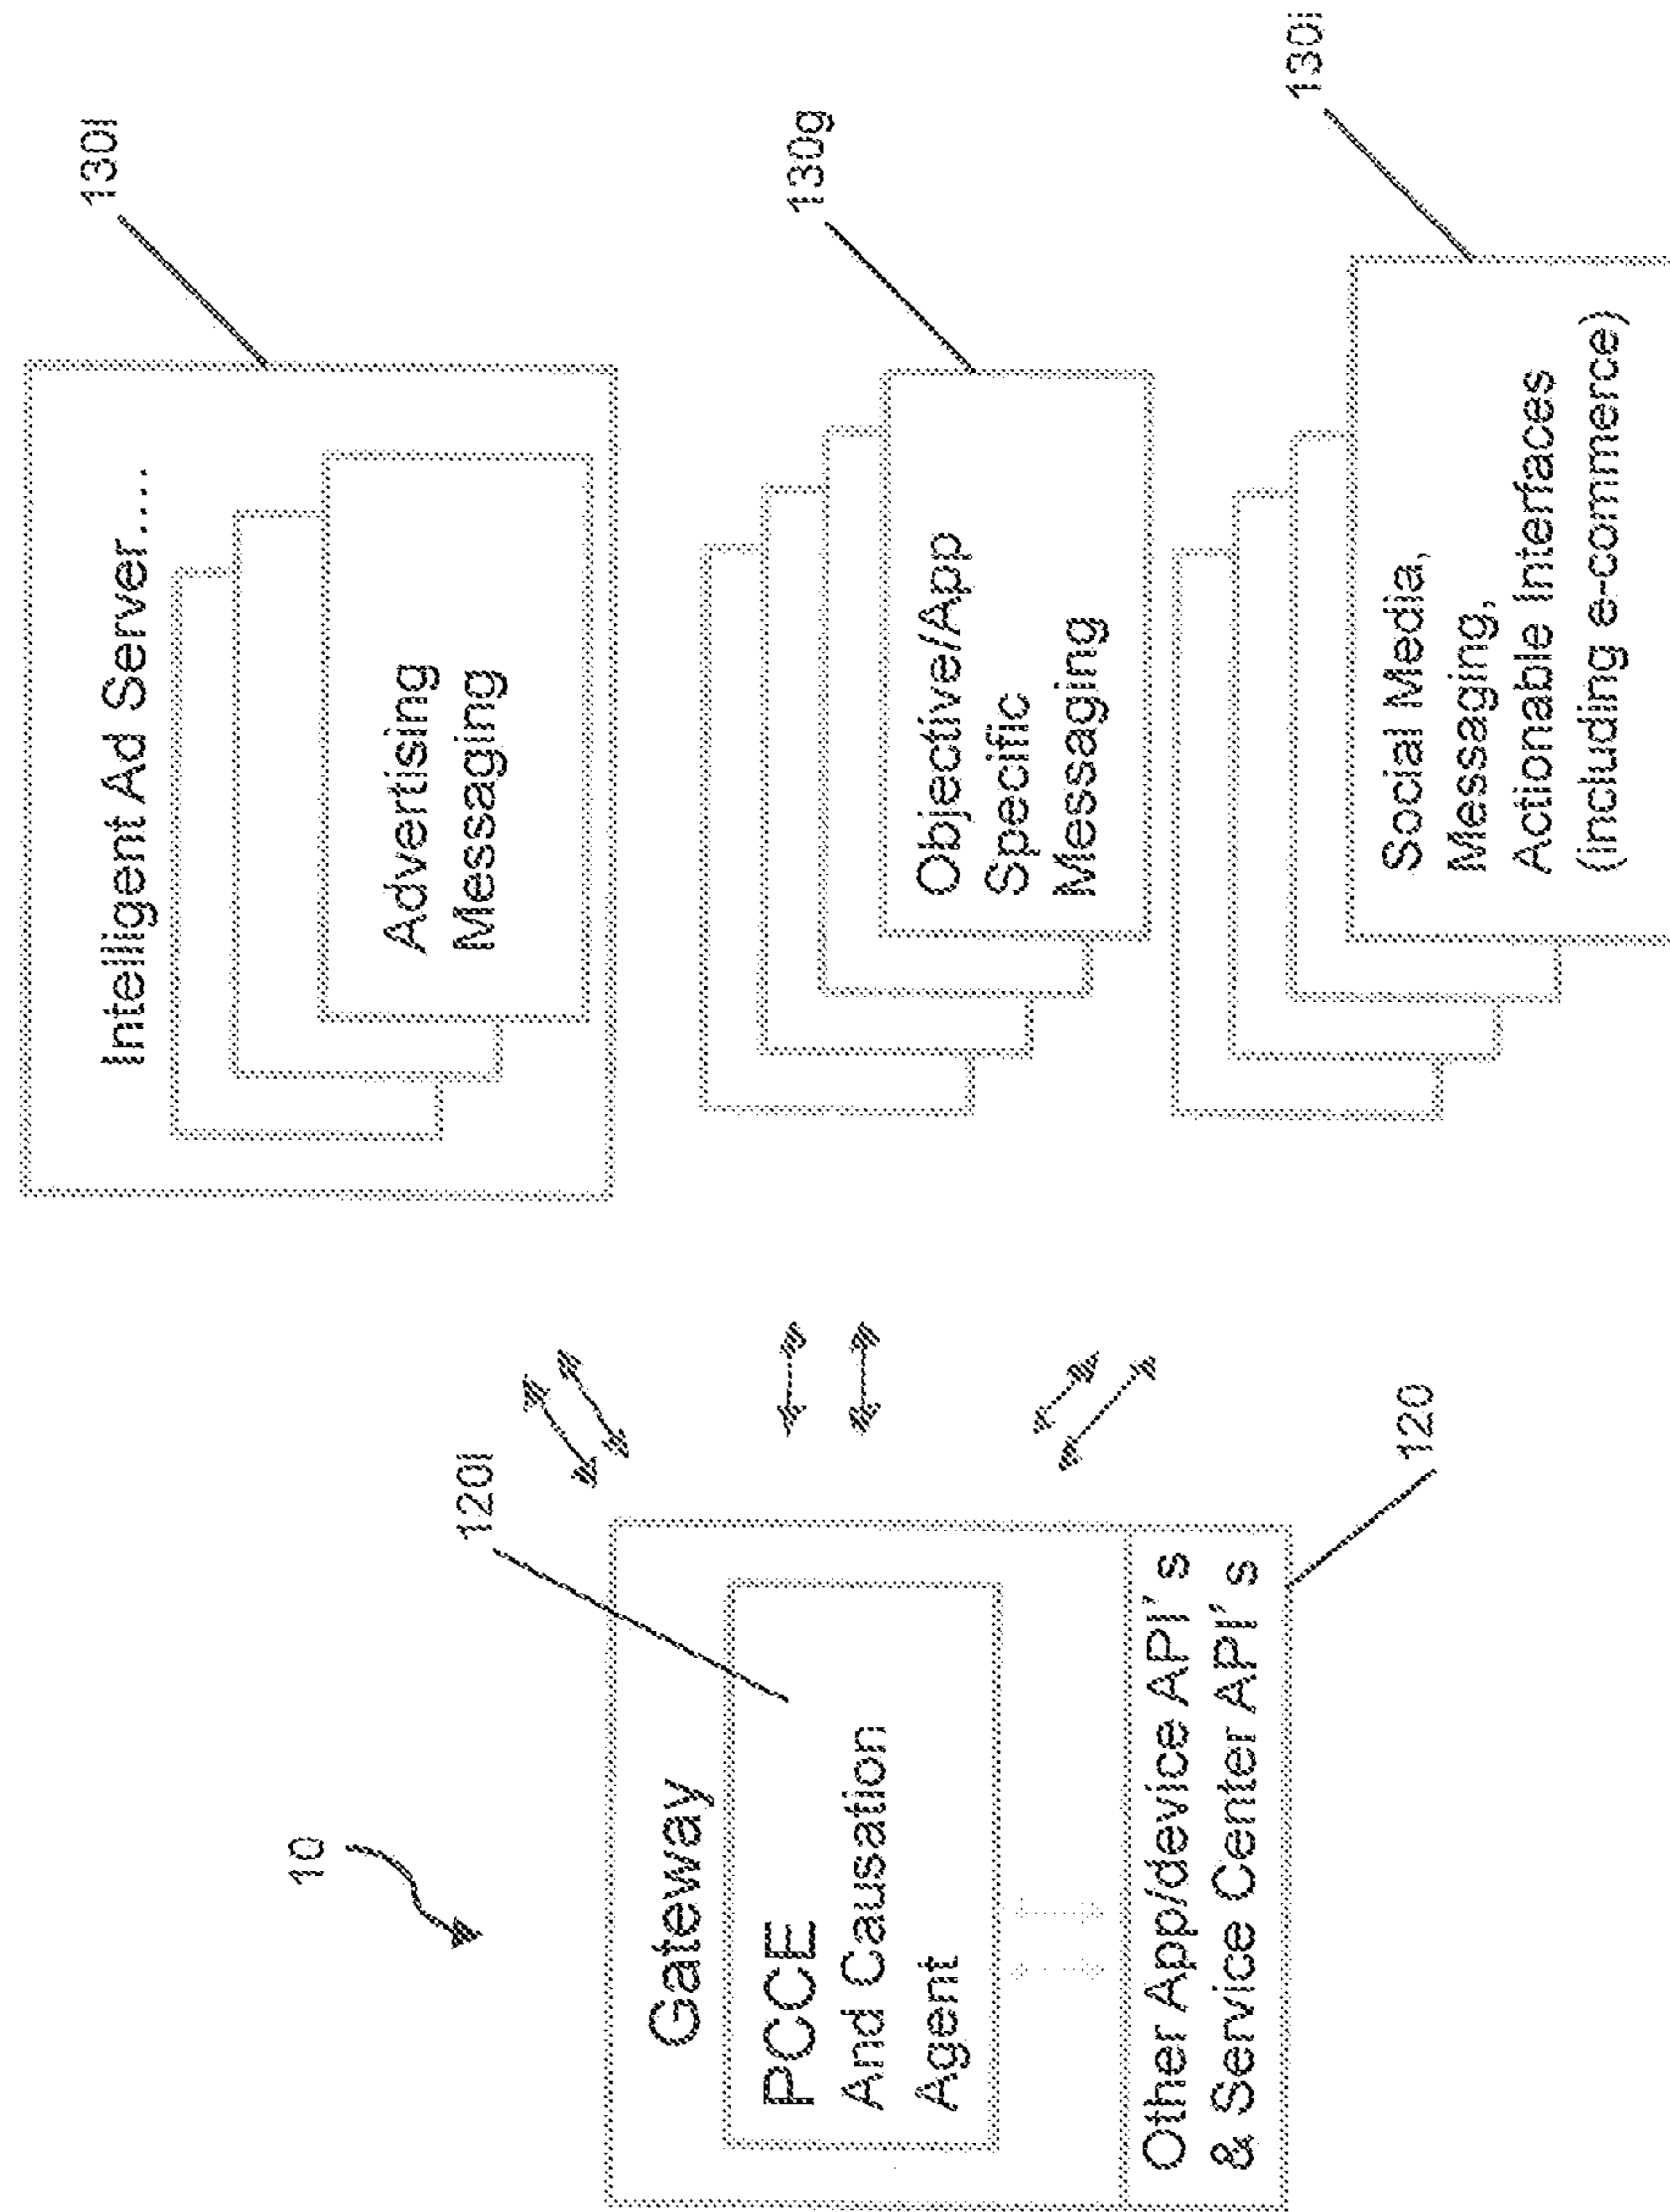 10
Gateway
120l
PCCE
And Causation
Agent
Other App/device API's
& Service Center API's
120
130l
Intelligent Ad Server....
Advertising
Messaging
130g
Objective/App
Specific
Messaging
130i
Social Media,
Messaging,
Actionable Interfaces
(including e-commerce)